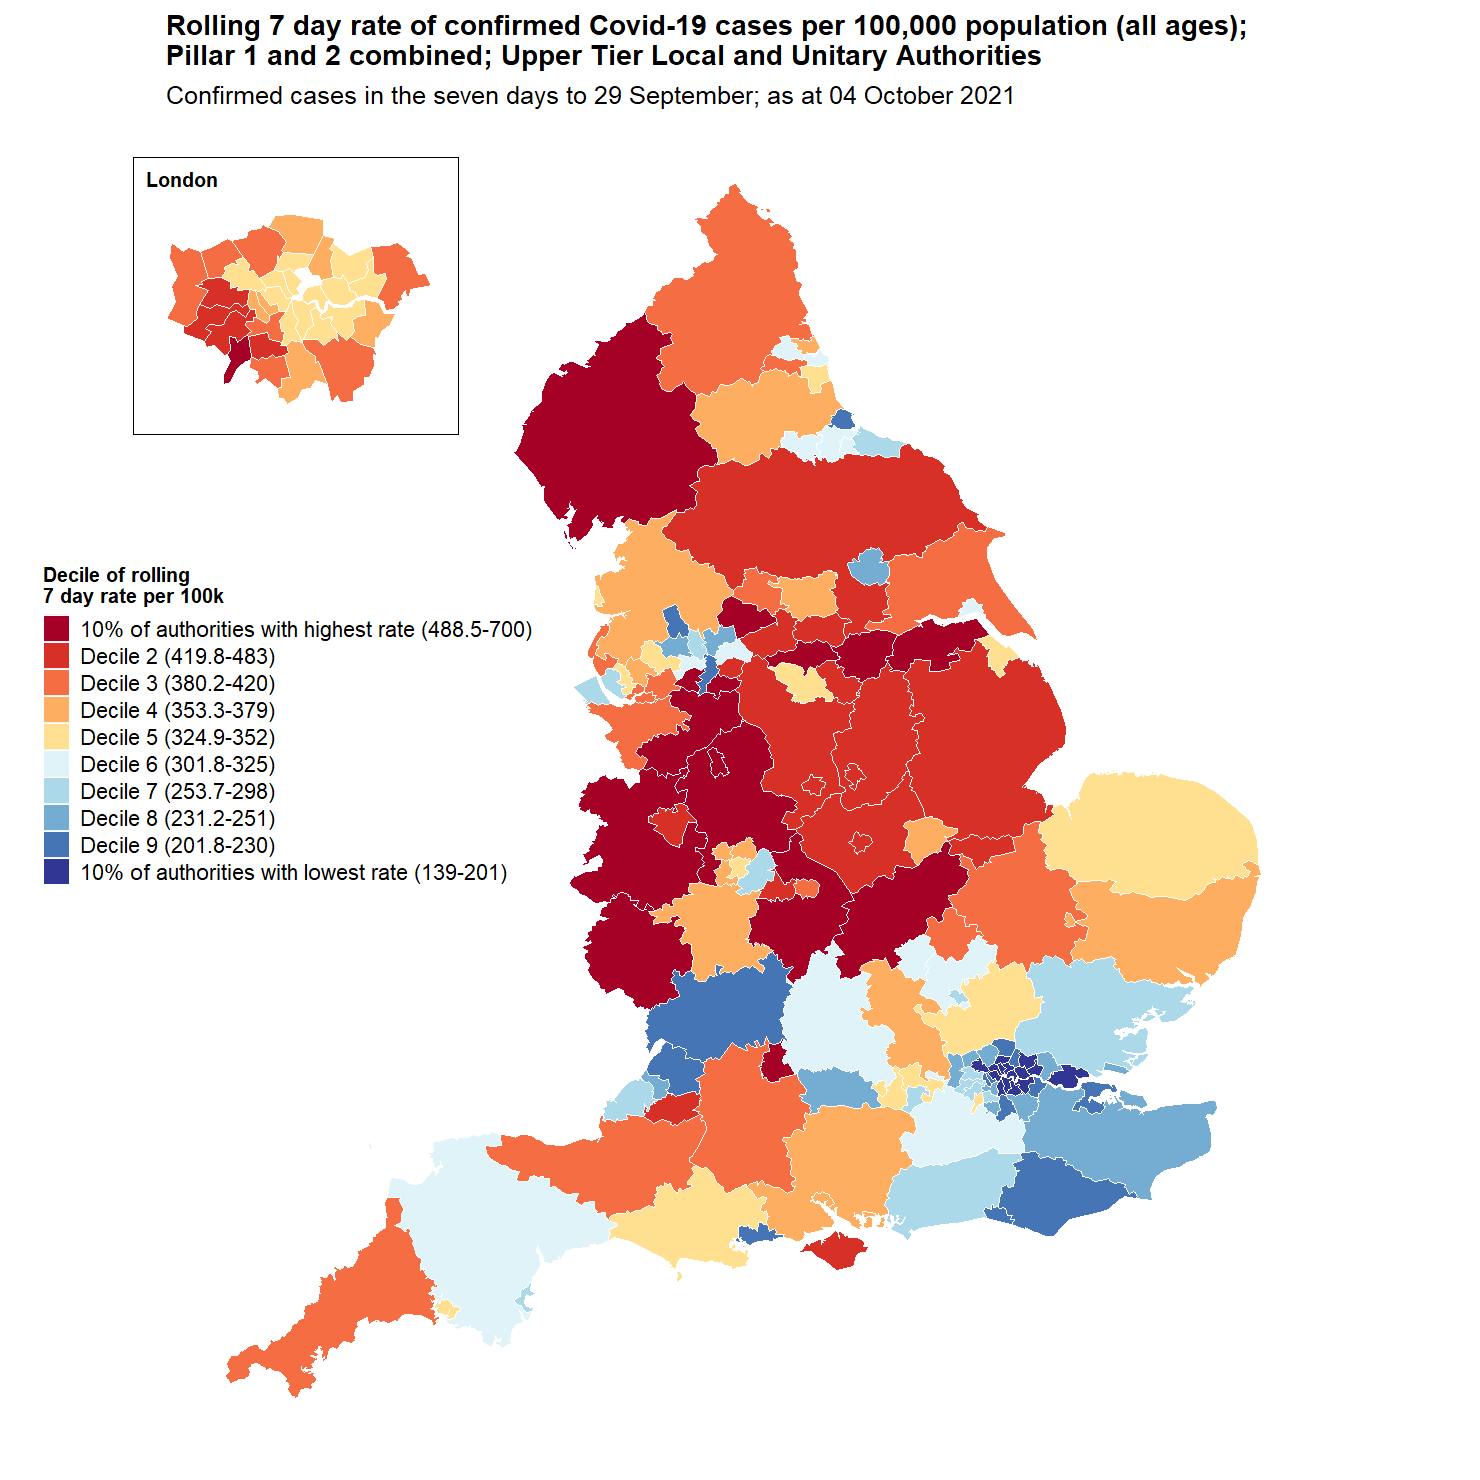 Rolling 7 day rate of confirmed Covid-19 cases per 100,000 population (all ages);
Pillar 1 and 2 combined; Upper Tier Local and Unitary Authorities
Confirmed cases in the seven days to 29 September; as at 04 October 2021
London
Decile of rolling
7 day rate per 100k
10% of authorities with highest rate (488.5-700)
Decile 2 (419.8-483)
Decile 3 (380.2-420)
Decile 4 (353.3-379)
Decile 5 (324.9-352)
Decile 6 (301.8-325)
Decile 7 (253.7-298)
Decile 8 (231.2-251)
Decile 9 (201.8-230)
10% of authorities with lowest rate (139-201)